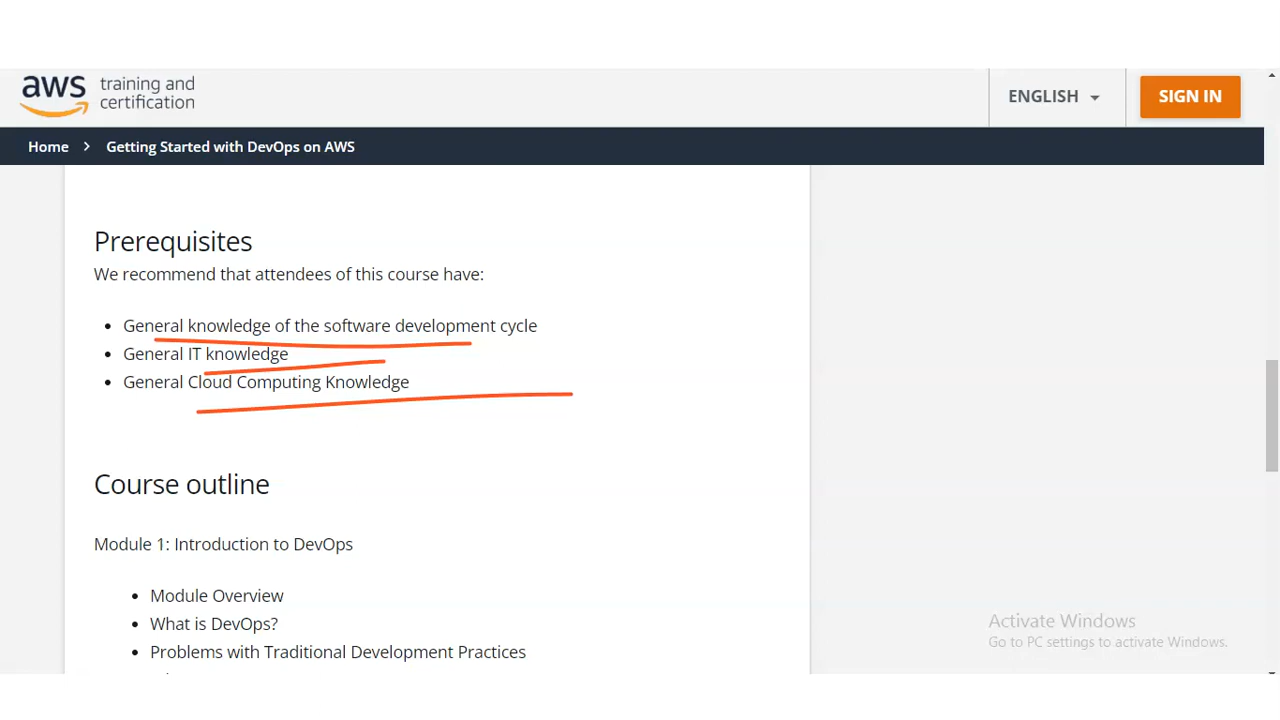 aws training and certification
ENGLISH
SIGN IN
Home > Getting Started with DevOps on AWS
Prerequisites
We recommend that attendees of this course have:
• General knowledge of the software development cycle
• General IT knowledge
• General Cloud Computing Knowledge
Course outline
Module 1: Introduction to DevOps
• Module Overview
• What is DevOps?
• Problems with Traditional Development Practices
Activate Windows
Go to PC settings to activate Windows.